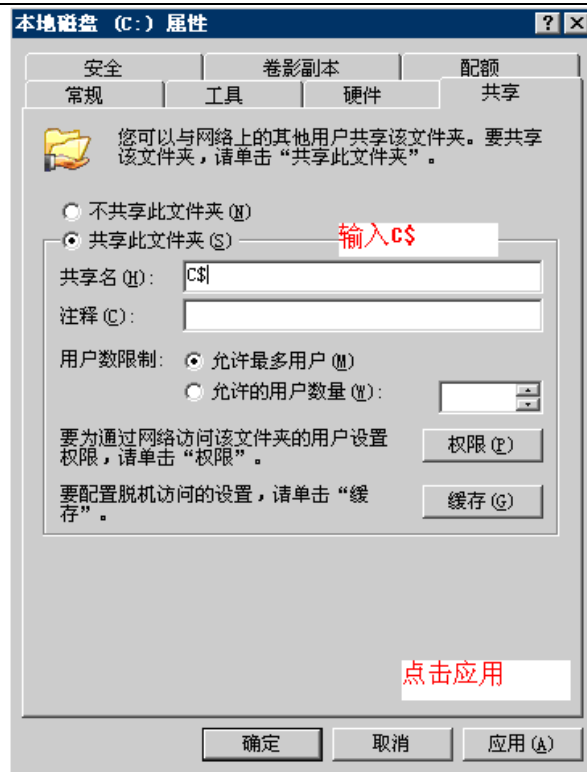 本地磁盘 (C:) 属性
安全 卷影副本 配额
常规 工具 硬件 共享
您可以与网络上的其他用户共享该文件夹。要共享
该文件夹，请单击“共享此文件夹”。
不共享此文件夹(N)
共享此文件夹(S)
输入C$
共享名(H): C$
注释(C):
用户数限制: 允许最多用户(M)
允许的用户数量(W):
要为通过网络访问该文件夹的用户设置
权限，请单击“权限”。
权限(P)
要配置脱机访问的设置，请单击“缓
存”。
缓存(G)
点击应用
确定 取消 应用(A)